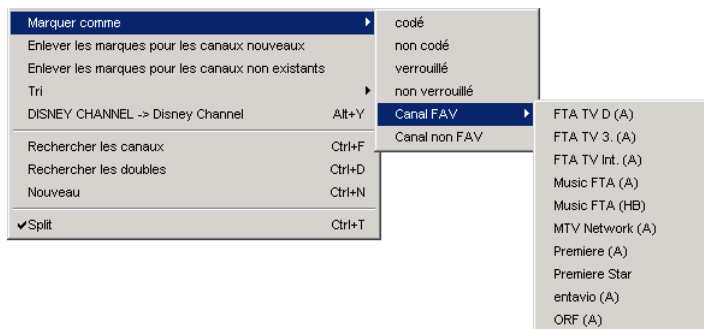 Marquer comme
Enlever les marques pour les canaux nouveaux
Enlever les marques pour les canaux non existants
Tri
DISNEY CHANNEL -> Disney Channel Alt+Y
Rechercher les canaux Ctrl+F
Rechercher les doubles Ctrl+D
Nouveau Ctrl+N
Split Ctrl+T
codé
non codé
verrouillé
non verrouillé
Canal FAV
Canal non FAV
FTA TV D (A)
FTA TV 3. (A)
FTA TV Int. (A)
Music FTA (A)
Music FTA (HB)
MTV Network (A)
Premiere (A)
Premiere Star
entavio (A)
ORF (A)